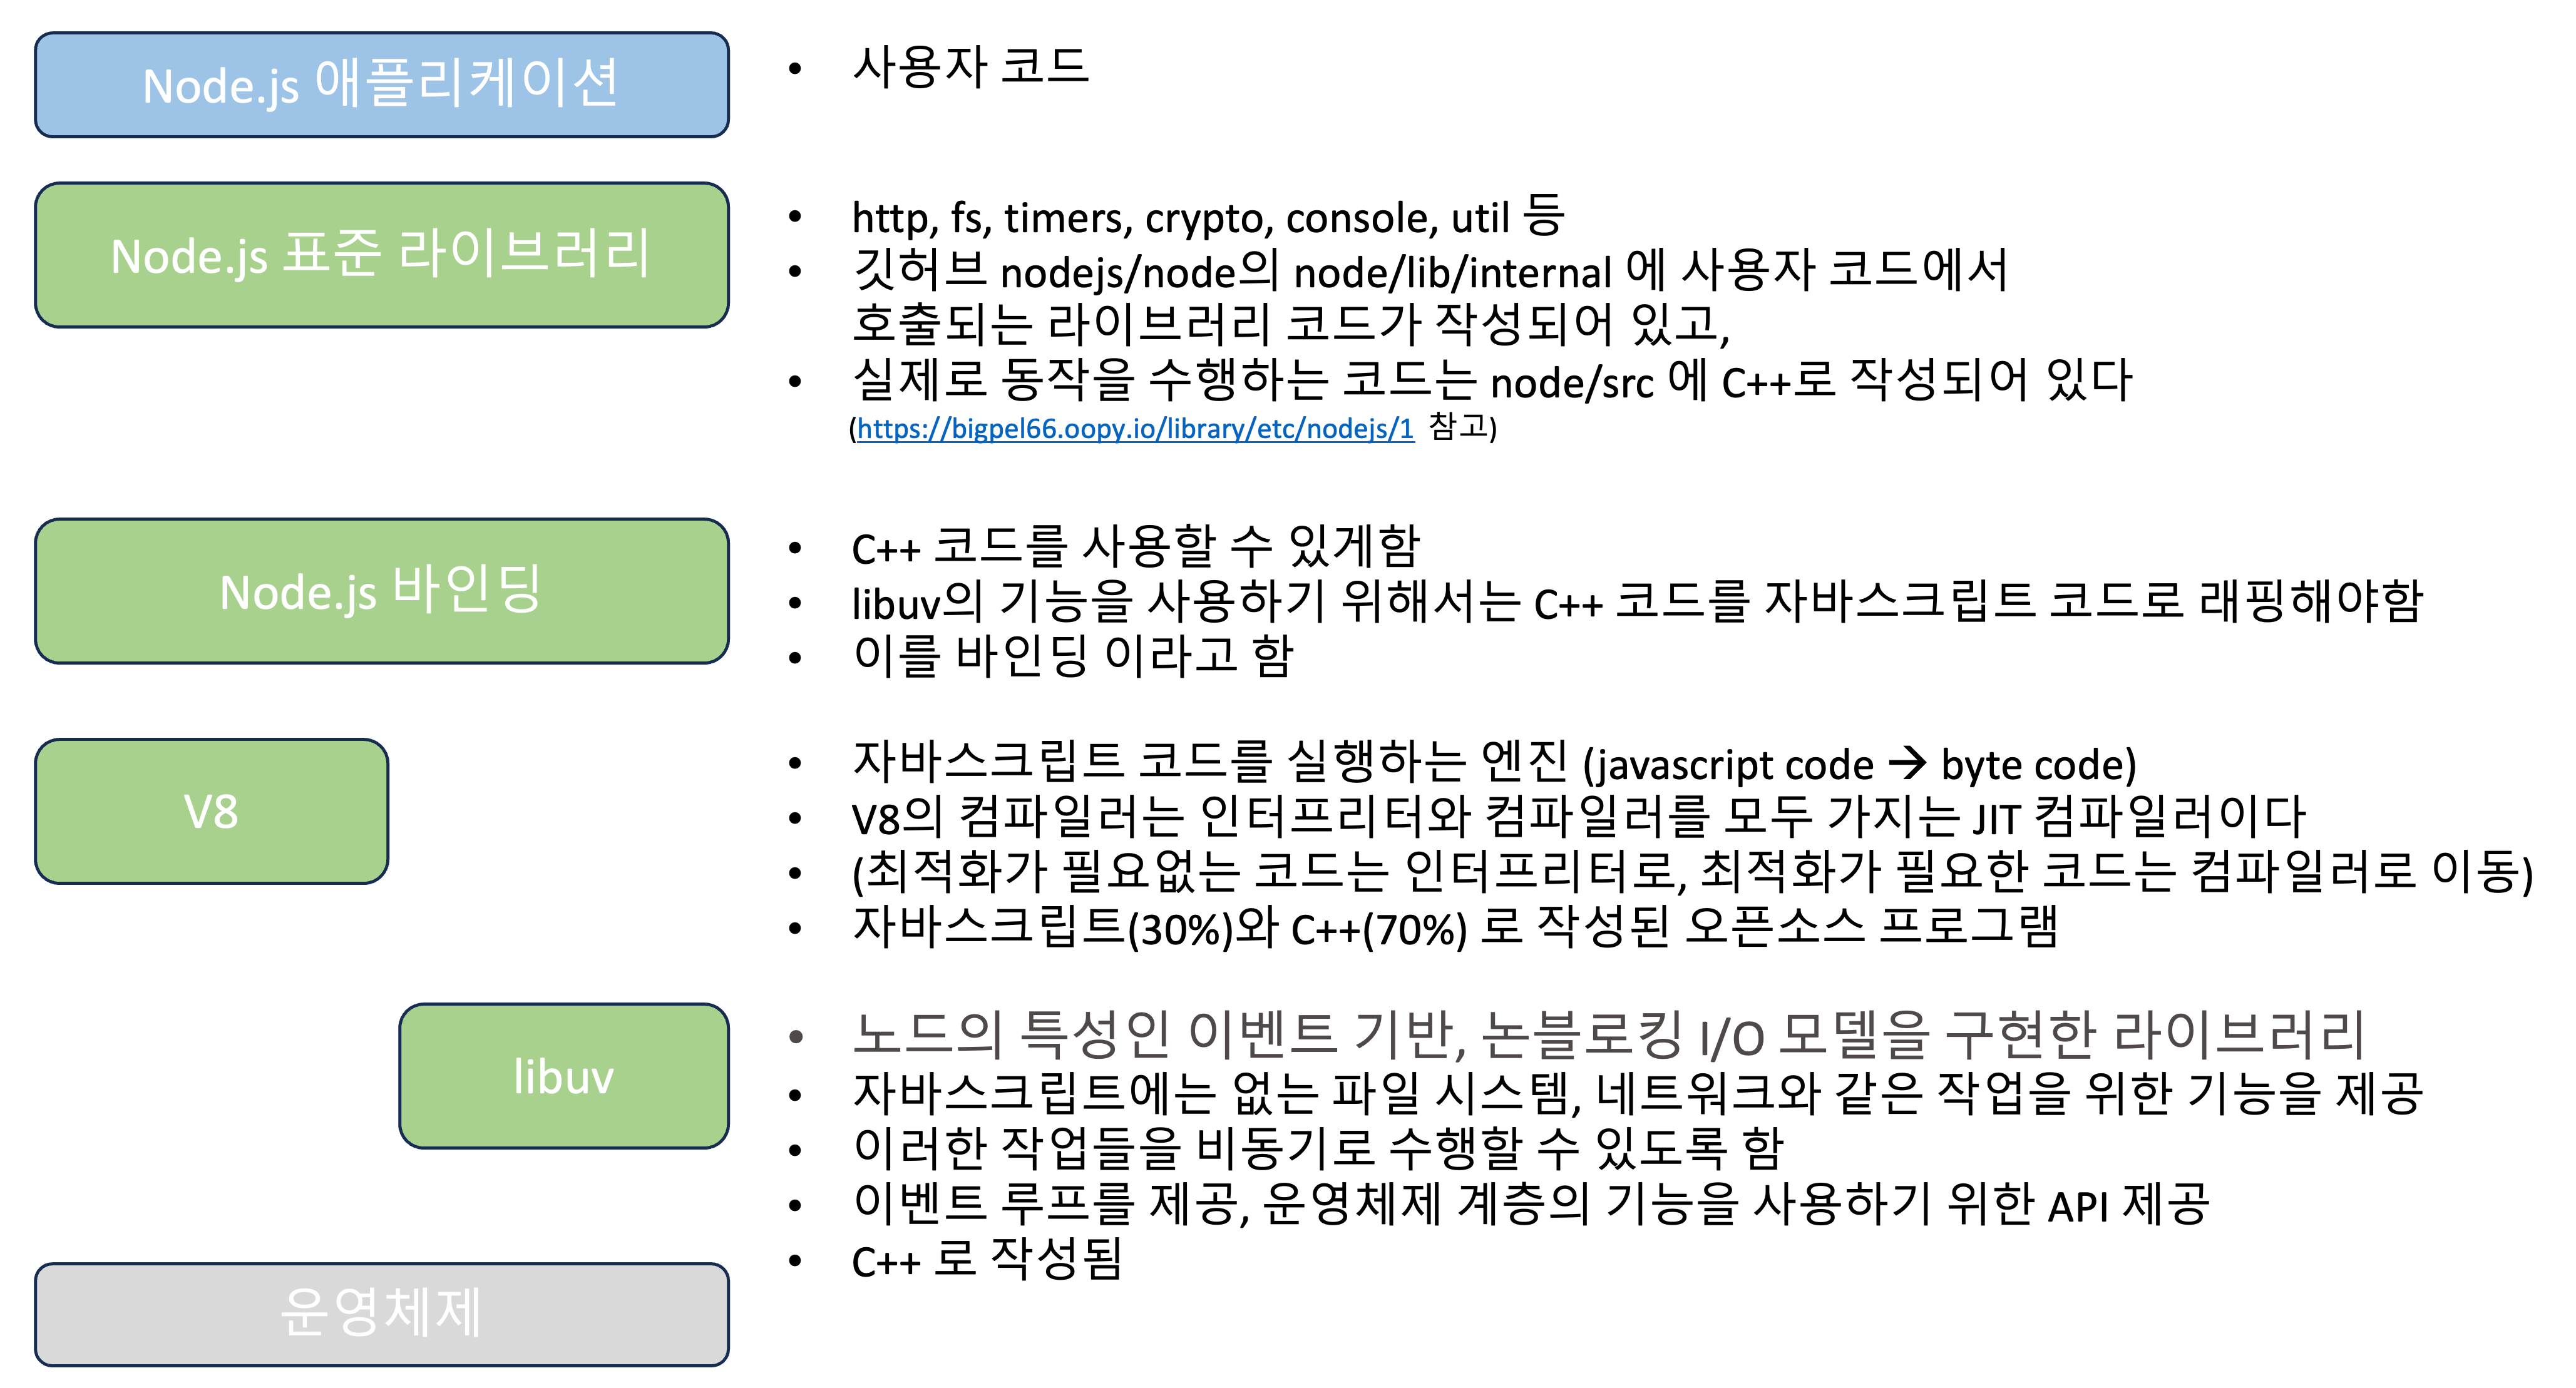 Node.js 애플리케이션
• 사용자 코드
Node.js 표준 라이브러리
• http, fs, timers, crypto, console, util 등
• 깃허브 nodejs/node의 node/lib/internal 에 사용자 코드에서
호출되는 라이브러리 코드가 작성되어 있고,
• 실제로 동작을 수행하는 코드는 node/src 에 C++로 작성되어 있다
(https://bigpel66.oopy.io/library/etc/nodejs/1 참고)
Node.js 바인딩
• C++ 코드를 사용할 수 있게함
• libuv의 기능을 사용하기 위해서는 C++ 코드를 자바스크립트 코드로 래핑해야함
• 이를 바인딩 이라고 함
V8
• 자바스크립트 코드를 실행하는 엔진 (javascript code → byte code)
• V8의 컴파일러는 인터프리터와 컴파일러를 모두 가지는 JIT 컴파일러이다
• (최적화가 필요없는 코드는 인터프리터로, 최적화가 필요한 코드는 컴파일러로 이동)
• 자바스크립트(30%)와 C++(70%) 로 작성된 오픈소스 프로그램
libuv
• 노드의 특성인 이벤트 기반, 논블로킹 I/O 모델을 구현한 라이브러리
• 자바스크립트에는 없는 파일 시스템, 네트워크와 같은 작업을 위한 기능을 제공
• 이러한 작업들을 비동기로 수행할 수 있도록 함
• 이벤트 루프를 제공, 운영체제 계층의 기능을 사용하기 위한 API 제공
• C++ 로 작성됨
운영체제